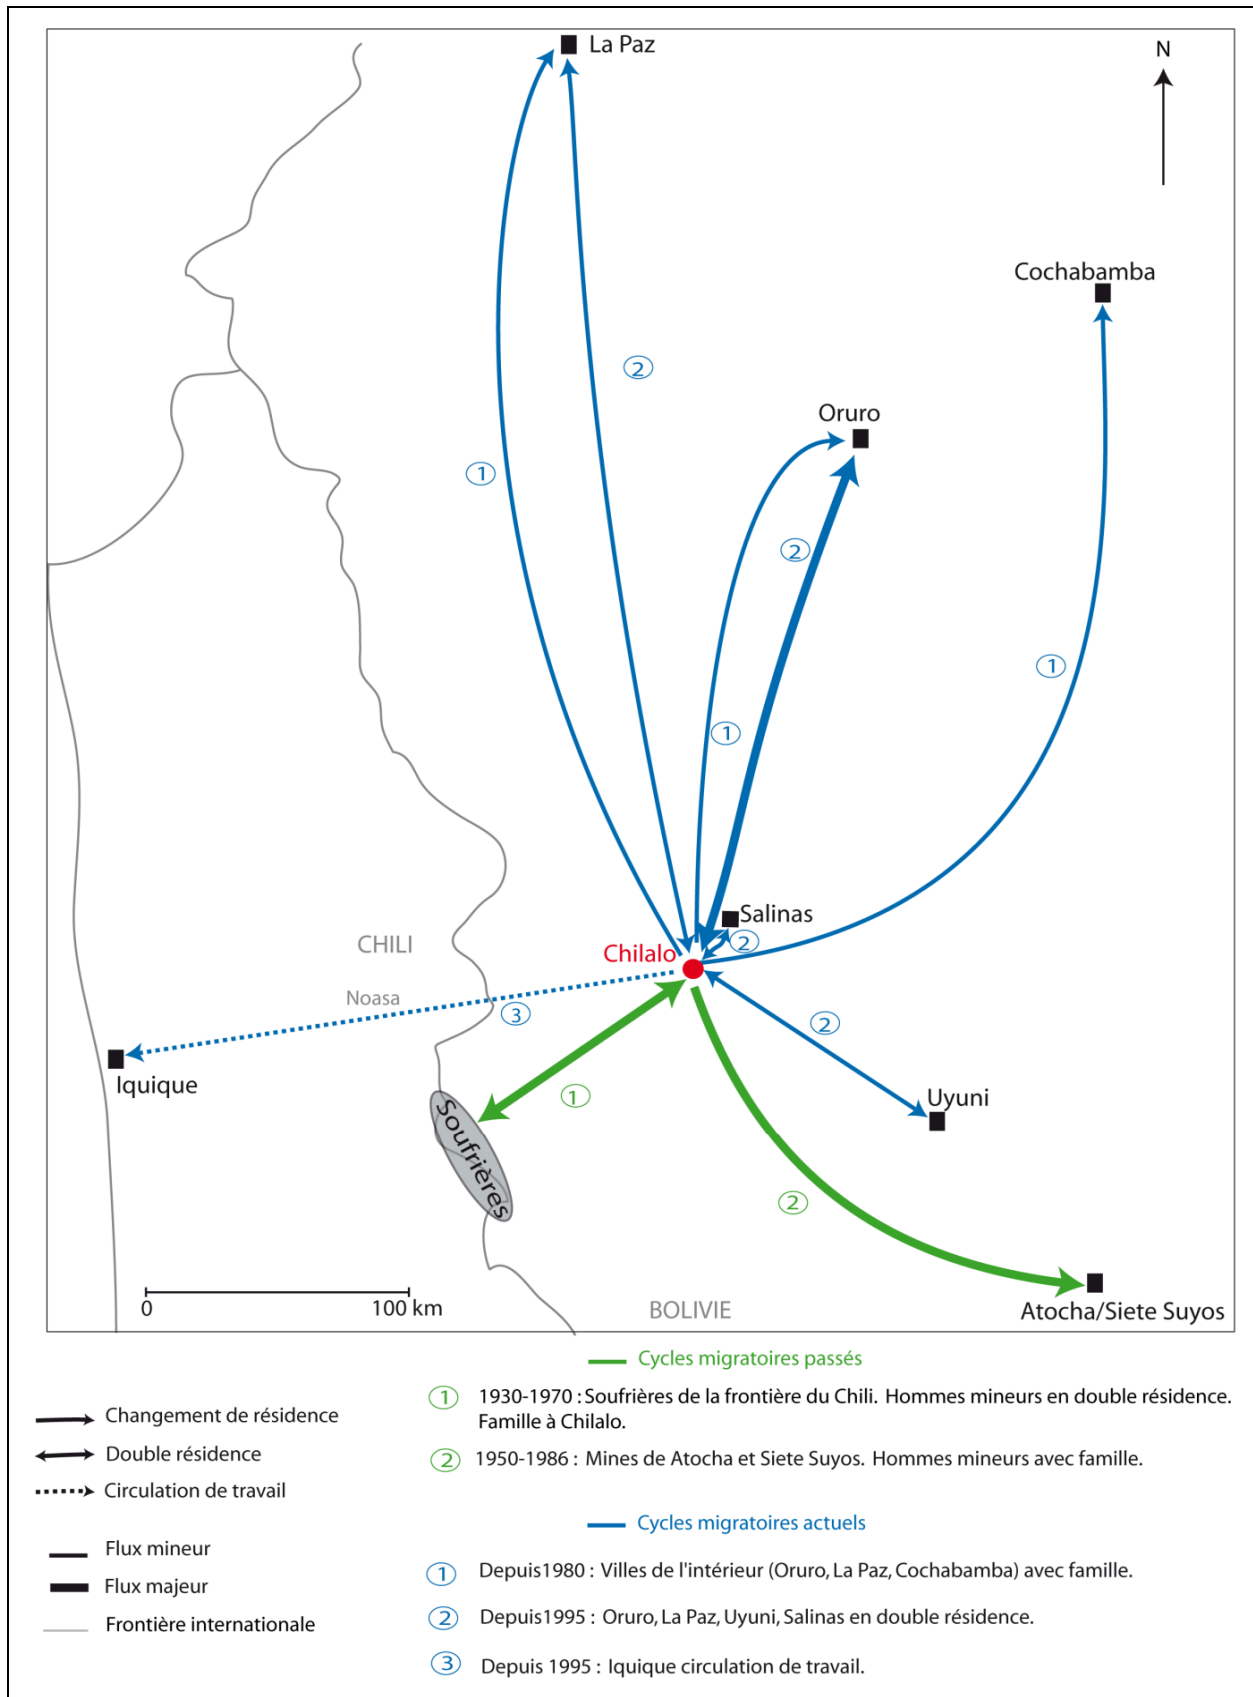 La Paz
N
Cochabamba
Oruro
2
1
2
1
1
Salinas
2
Chilalo
CHILI
Noasa
3
2
Iquique
Uyuni
1
Soufrières
2
0
100 km
BOLIVIE
Atocha/Siete Suyos
Cycles migratoires passés
1 1930-1970 : Soufrières de la frontière du Chili. Hommes mineurs en double résidence.
Famille à Chilalo.
2 1950-1986 : Mines de Atocha et Siete Suyos. Hommes mineurs avec famille.
Changement de résidence
Double résidence
Circulation de travail
Flux mineur
Flux majeur
Frontière internationale
Cycles migratoires actuels
1 Depuis1980 : Villes de l'intérieur (Oruro, La Paz, Cochabamba) avec famille.
2 Depuis1995 : Oruro, La Paz, Uyuni, Salinas en double résidence.
3 Depuis 1995 : Iquique circulation de travail.